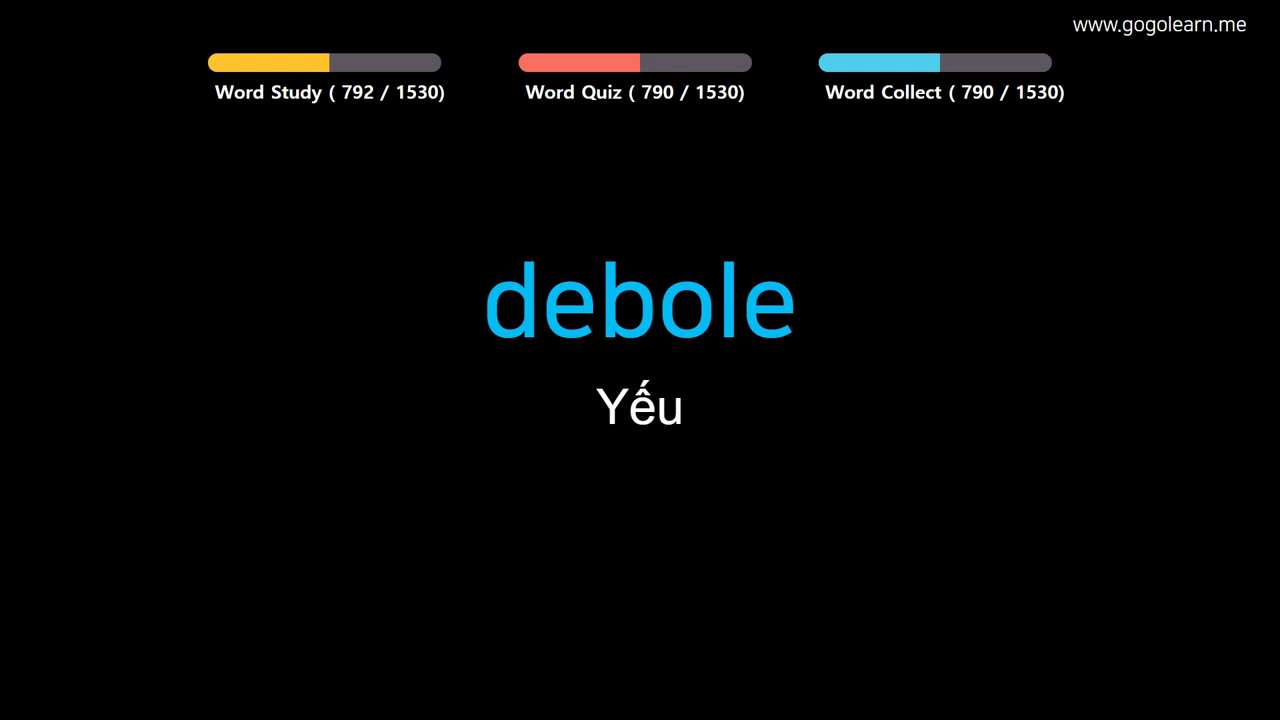 www.gogolearn.me
Word Study ( 792 / 1530)
Word Quiz ( 790 / 1530)
Word Collect ( 790 / 1530)
debole
Yếu